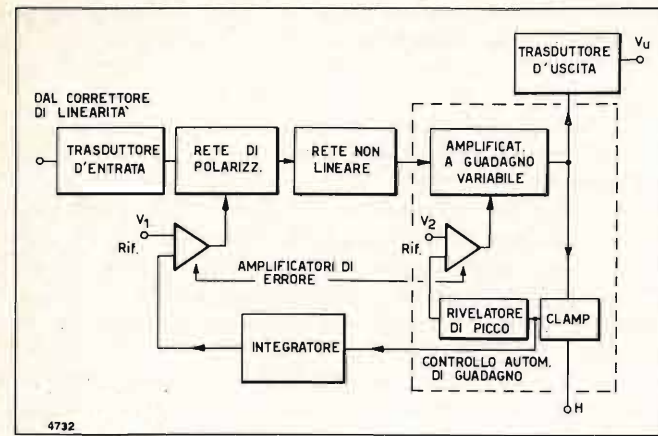 TRASDUTTORE
D'USCITA
Vu
DAL CORRETTORE
DI LINEARITÀ
TRASDUTTORE
D'ENTRATA
RETE DI
POLARIZZ.
RETE NON
LINEARE
AMPLIFICAT.
A GUADAGNO
VARIABILE
V1
Rif.
V2
Rif.
AMPLIFICATORI DI
ERRORE
RIVELATORE
DI PICCO
CLAMP
INTEGRATORE
CONTROLLO AUTOM.
DI GUADAGNO
H
4732